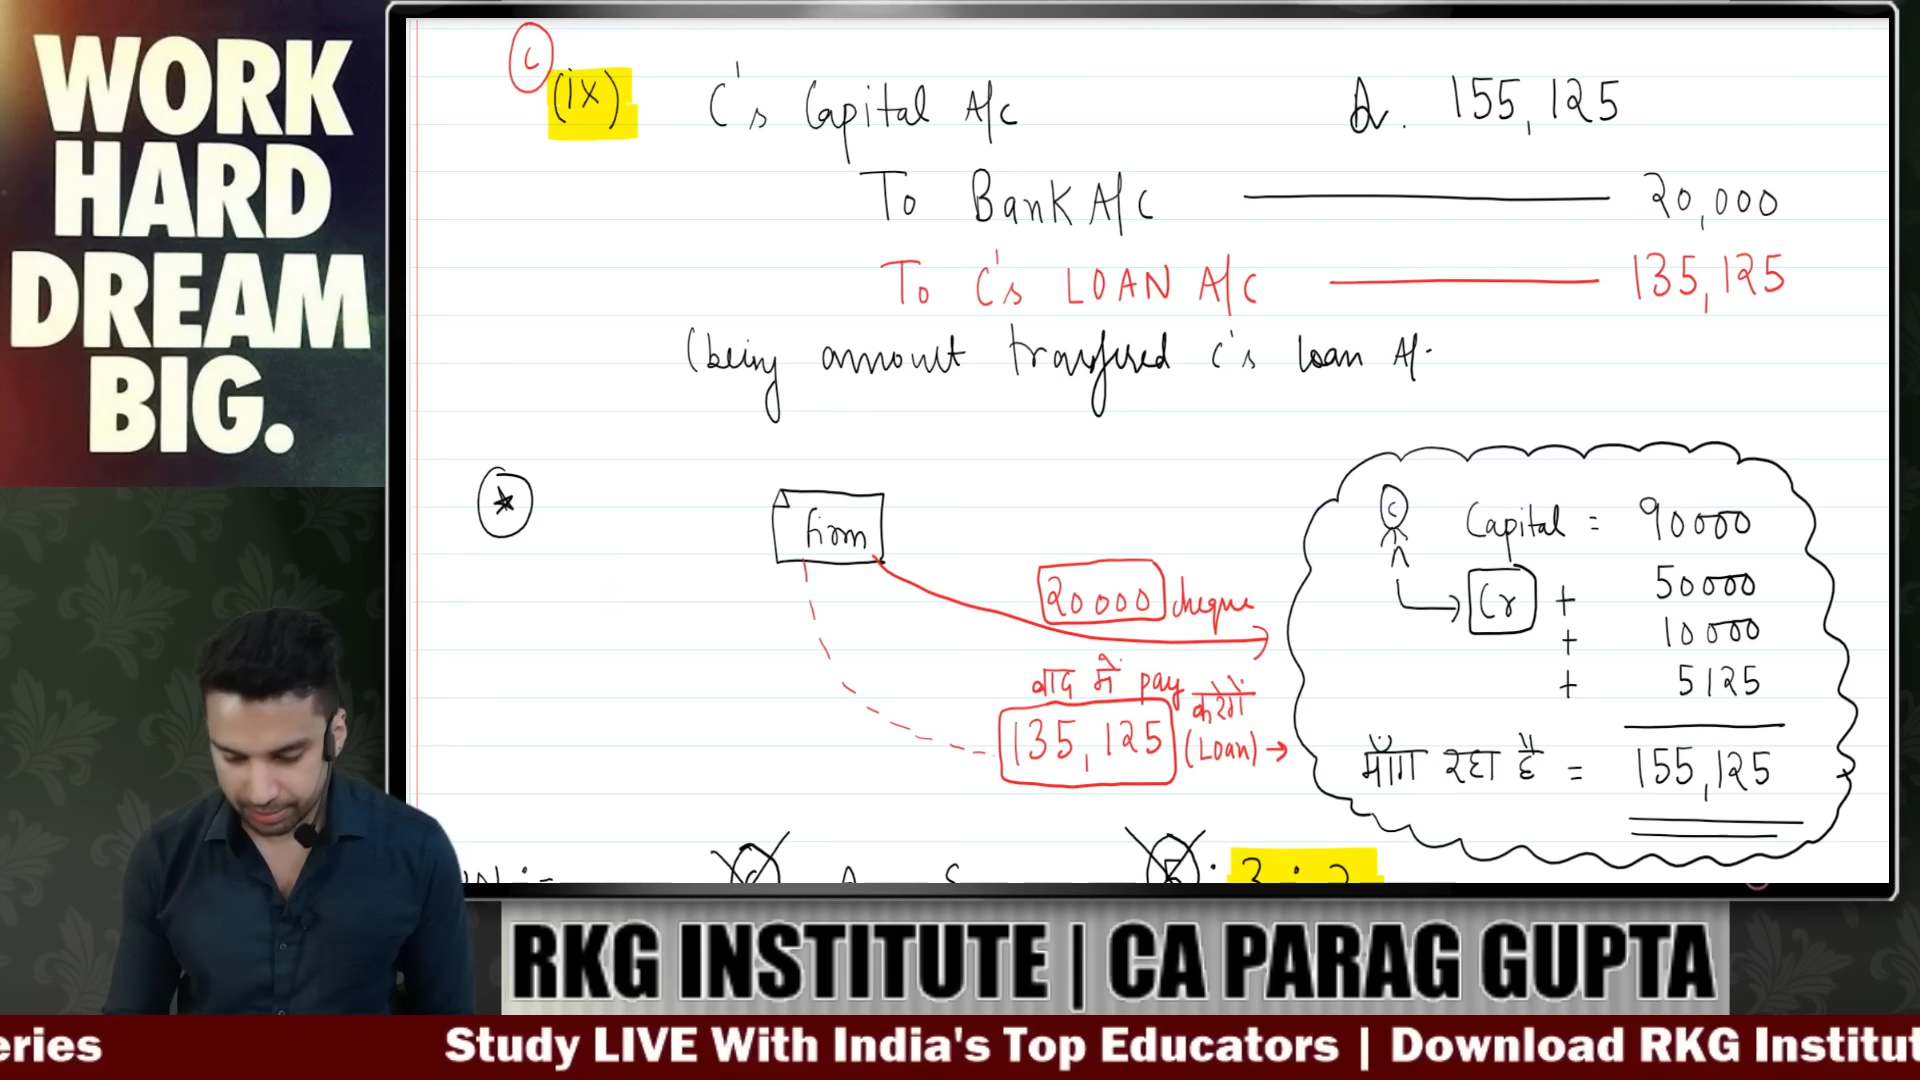 WORK
HARD
DREAM
BIG.
C
(ix) C's Capital A/c Dr. 155,125
To Bank A/c 20,000
To C's LOAN A/c 135,125
(being amount transfered C's loan A/.
★
firm
20000 cheque
बाद में pay करेंगे
135,125 (Loan) →
C Capital = 90000
Cr + 50000
+ 10000
+ 5125
माँग रहा है = 155,125
3 : 2
RKG INSTITUTE | CA PARAG GUPTA
eries Study LIVE With India's Top Educators | Download RKG Institut